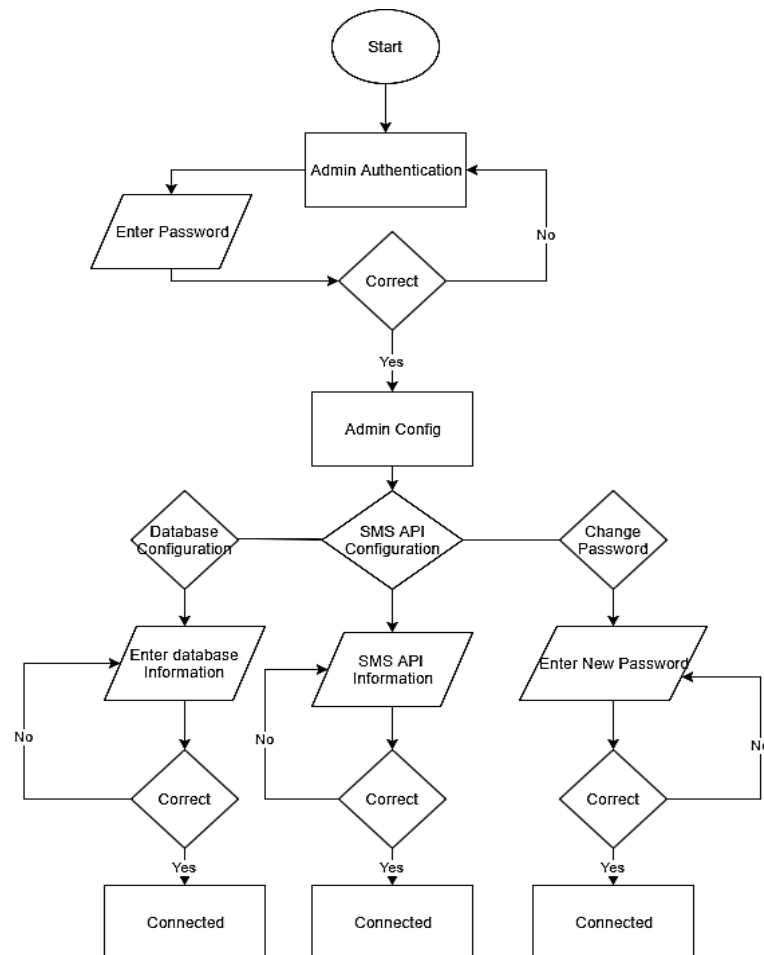 Start
Admin Authentication
Enter Password
No
Correct
Yes
Admin Config
Database
Configuration
SMS API
Configuration
Change
Password
Enter database
Information
SMS API
Information
Enter New Password
No
No
No
Correct
Correct
Correct
Yes
Yes
Yes
Connected
Connected
Connected